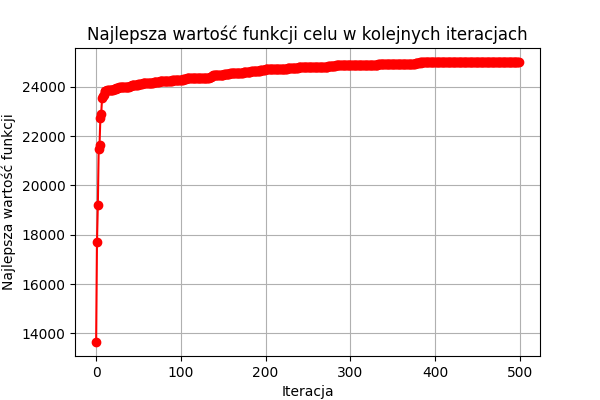 Najlepsza wartość funkcji celu w kolejnych iteracjach
Najlepsza wartość funkcji
24000
22000
20000
18000
16000
14000
0 100 200 300 400 500
Iteracja